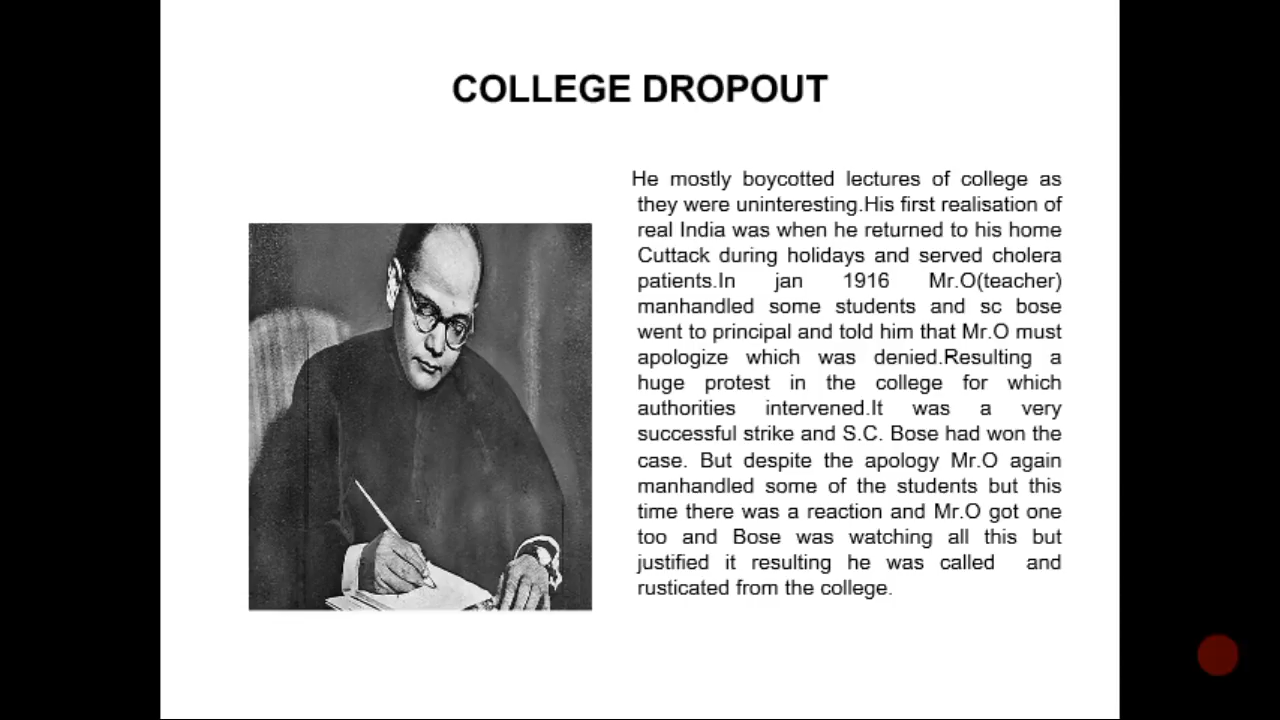 COLLEGE DROPOUT
He mostly boycotted lectures of college as
they were uninteresting.His first realisation of
real India was when he returned to his home
Cuttack during holidays and served cholera
patients.In jan 1916 Mr.O(teacher)
manhandled some students and sc bose
went to principal and told him that Mr.O must
apologize which was denied.Resulting a
huge protest in the college for which
authorities intervened.It was a very
successful strike and S.C. Bose had won the
case. But despite the apology Mr.O again
manhandled some of the students but this
time there was a reaction and Mr.O got one
too and Bose was watching all this but
justified it resulting he was called and
rusticated from the college.